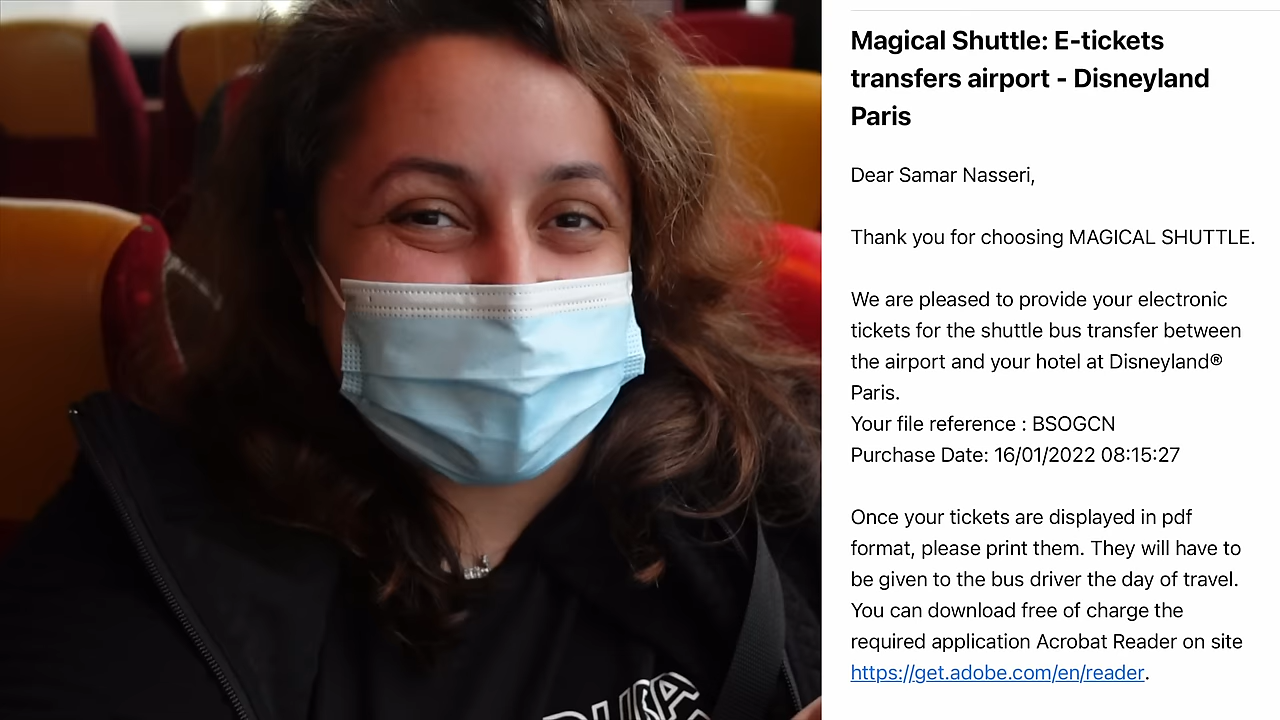 Magical Shuttle: E-tickets
transfers airport - Disneyland
Paris
Dear Samar Nasseri,
Thank you for choosing MAGICAL SHUTTLE.
We are pleased to provide your electronic
tickets for the shuttle bus transfer between
the airport and your hotel at Disneyland®
Paris.
Your file reference : BSOGCN
Purchase Date: 16/01/2022 08:15:27
Once your tickets are displayed in pdf
format, please print them. They will have to
be given to the bus driver the day of travel.
You can download free of charge the
required application Acrobat Reader on site
https://get.adobe.com/en/reader.